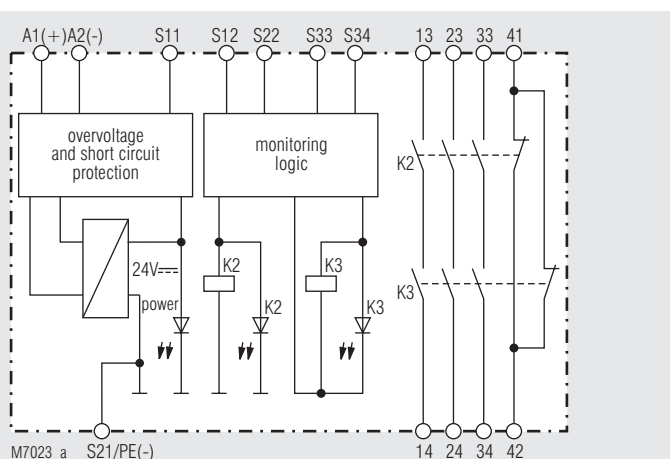 A1(+)A2(-) S11 S12 S22 S33 S34 13 23 33 41
overvoltage
and short circuit
protection
monitoring
logic
K2
24V
K2
K3
power
K2
K3
K3
M7023_a S21/PE(-) 14 24 34 42